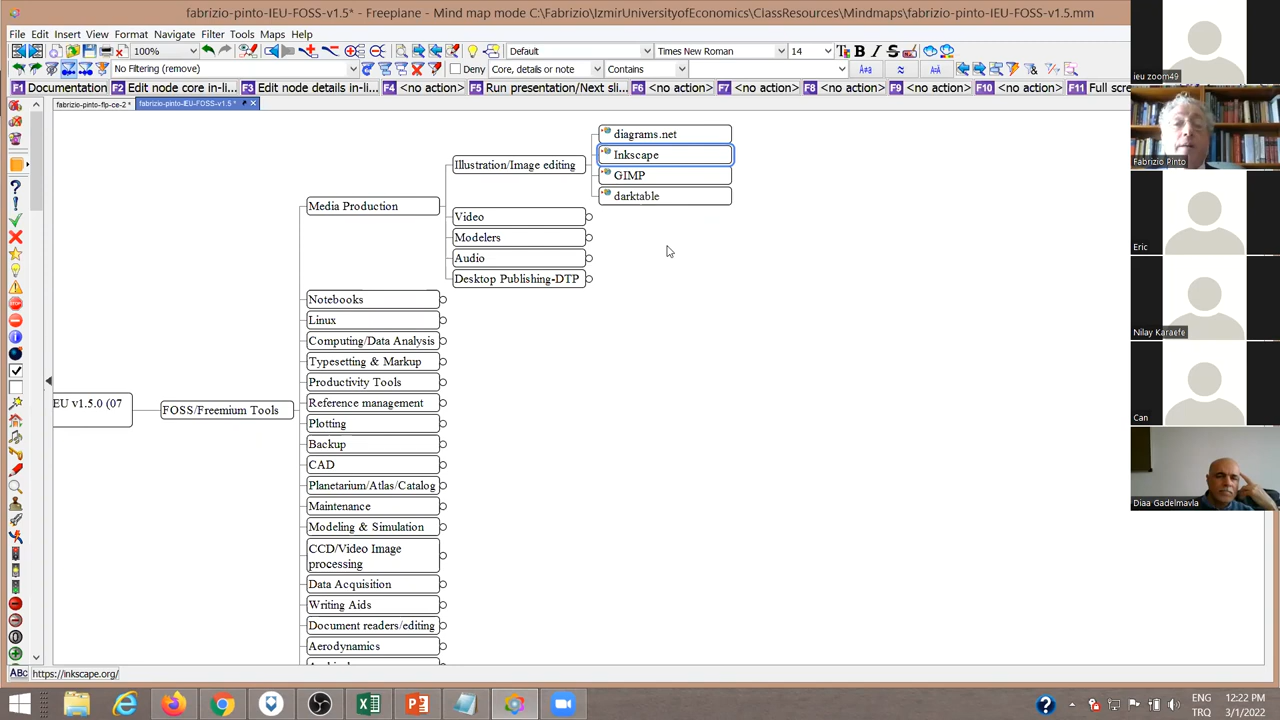 fabrizio-pinto-IEU-FOSS-v1.5* - Freeplane - Mind map mode C:\Fabrizio\IzmirUniversityofEconomics\ClassResources\Mindmaps\fabrizio-pinto-IEU-FOSS-v1.5.mm
File Edit Insert View Format Navigate Filter Tools Maps Help
100% Default Times New Roman 14
No Filtering (remove) Deny Core, details or note Contains
F1 Documentation F2 Edit node core in-li... F3 Edit node details in-l... F4 <no action> F5 Run presentation/Next sli... F6 <no action> F7 <no action> F8 <no action> F9 <no action> F10 <no action> F11 Full scre
fabrizio-pinto-flp-ce-2 * fabrizio-pinto-IEU-FOSS-v1.5 *
diagrams.net
Inkscape
GIMP
darktable
Illustration/Image editing
Video
Modelers
Audio
Desktop Publishing-DTP
Media Production
Notebooks
Linux
Computing/Data Analysis
Typesetting & Markup
Productivity Tools
Reference management
Plotting
Backup
CAD
Planetarium/Atlas/Catalog
Maintenance
Modeling & Simulation
CCD/Video Image
processing
Data Acquisition
Writing Aids
Document readers/editing
Aerodynamics
EU v1.5.0 (07
FOSS/Freemium Tools
https://inkscape.org/
ieu zoom49
Fabrizio Pinto
Eric
Nilay Karaefe
Can
Diaa Gadelmavla
ENG
TRQ
12:22 PM
3/1/2022